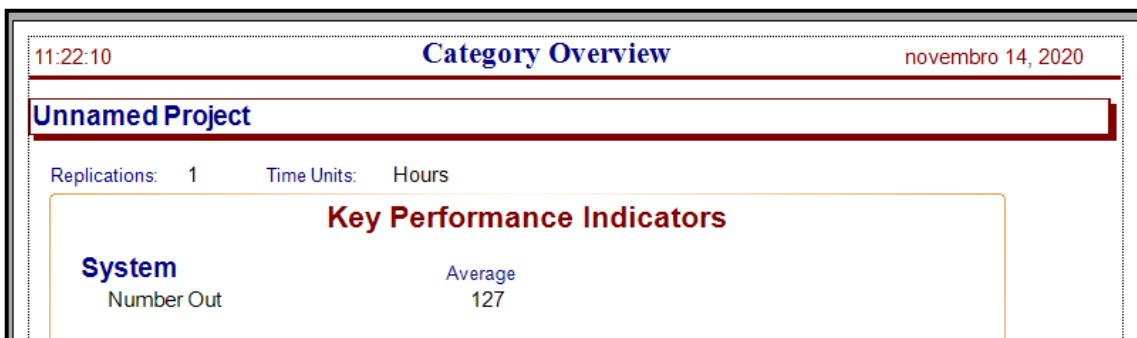 11:22:10 Category Overview novembro 14, 2020
Unnamed Project
Replications: 1 Time Units: Hours
Key Performance Indicators
System Average
Number Out 127